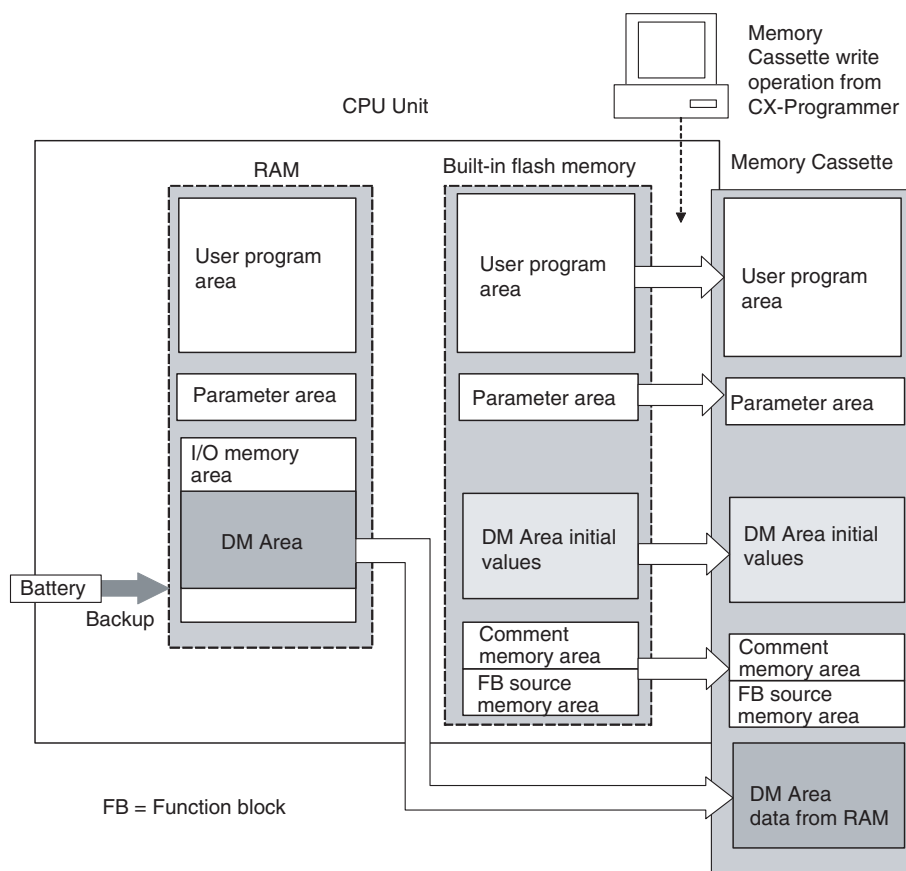 Memory
Cassette write
operation from
CX-Programmer
CPU Unit
RAM
Built-in flash memory
Memory Cassette
User program
area
User program
area
User program
area
Parameter area
Parameter area
Parameter area
I/O memory
area
DM Area
DM Area initial
values
DM Area initial
values
Battery
Backup
Comment
memory area
FB source
memory area
Comment
memory area
FB source
memory area
DM Area
data from RAM
FB = Function block